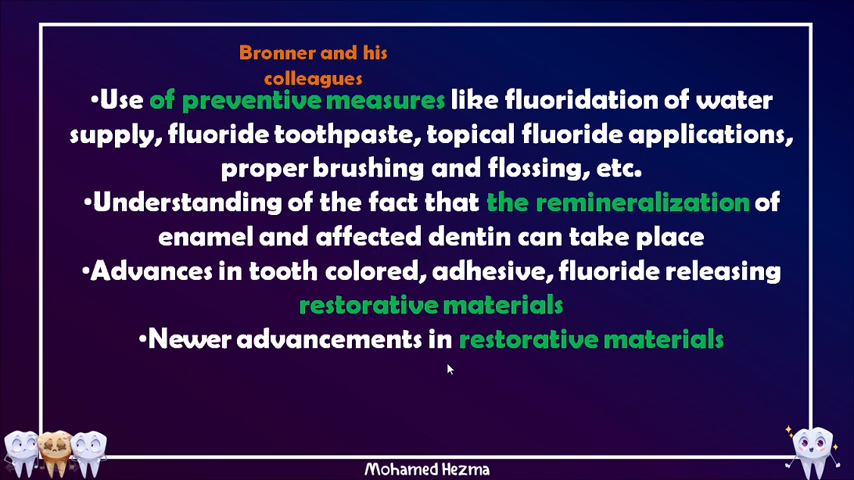 Bronner and his
colleagues
•Use of preventive measures like fluoridation of water
supply, fluoride toothpaste, topical fluoride applications,
proper brushing and flossing, etc.
•Understanding of the fact that the remineralization of
enamel and affected dentin can take place
•Advances in tooth colored, adhesive, fluoride releasing
restorative materials
•Newer advancements in restorative materials
Mohamed Hezma